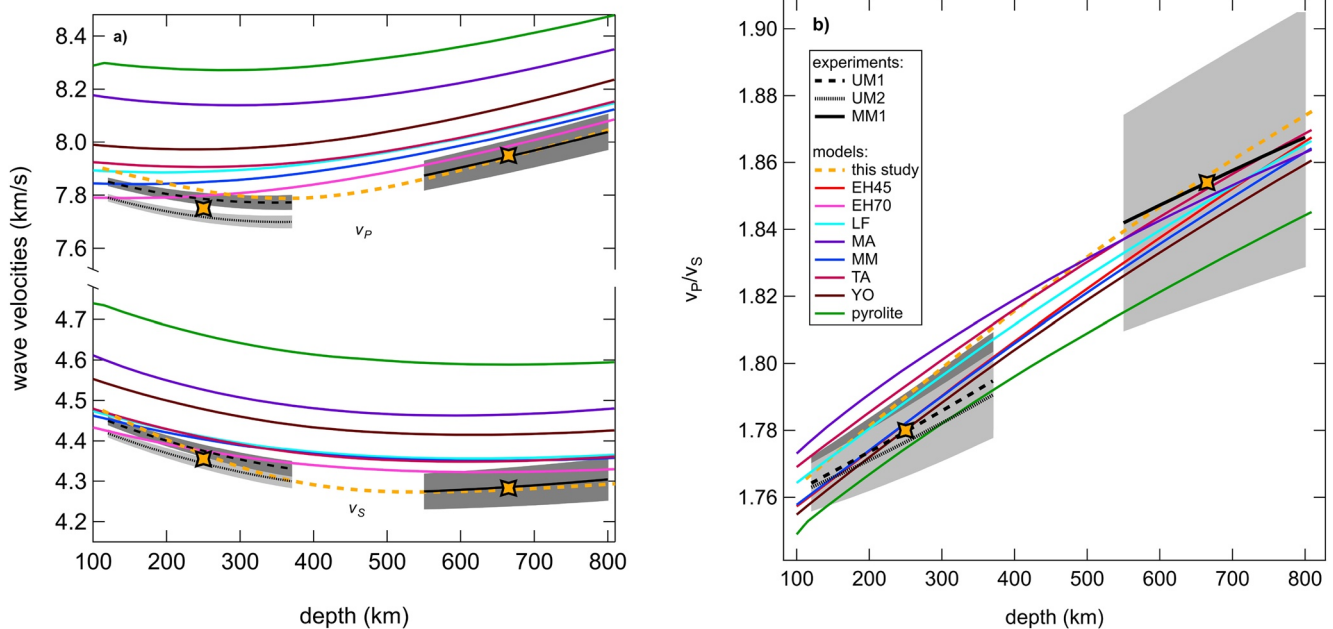 a)
8.4
8.2
8.0
7.8
7.6
v_P
4.7
4.6
4.5
4.4
4.3
4.2
v_S
wave velocities (km/s)
100 200 300 400 500 600 700 800
depth (km)
b)
1.90
1.88
1.86
1.84
1.82
1.80
1.78
1.76
v_P/v_S
experiments:
UM1
UM2
MM1
models:
this study
EH45
EH70
LF
MA
MM
TA
YO
pyrolite
100 200 300 400 500 600 700 800
depth (km)